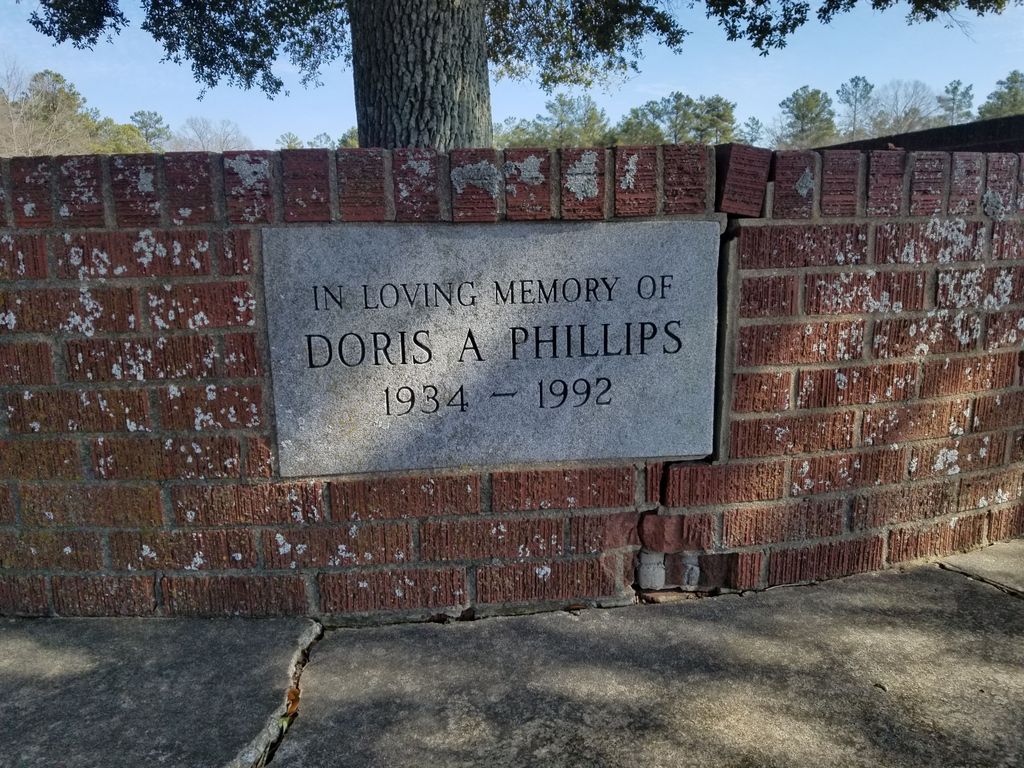 IN LOVING MEMORY OF
DORIS A PHILLIPS
1934 — 1992